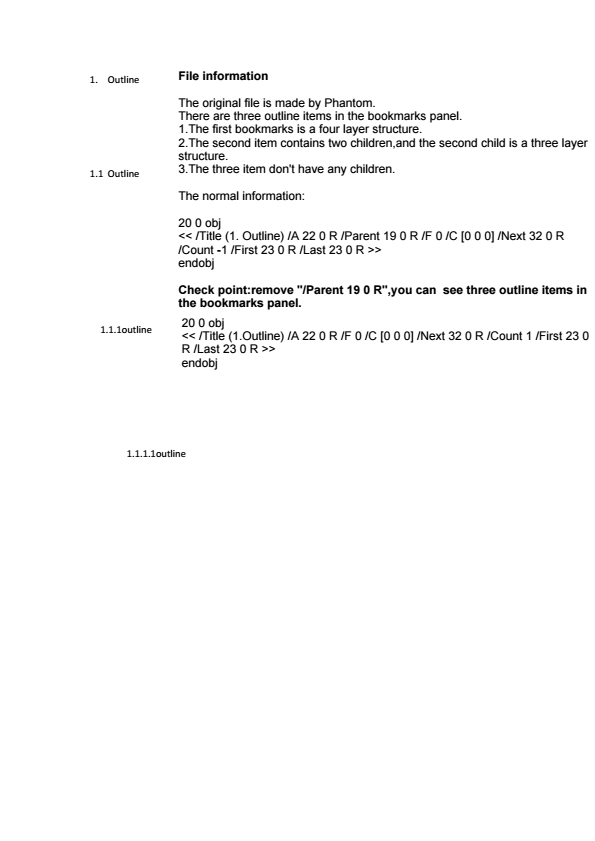 1. Outline
File information
The original file is made by Phantom.
There are three outline items in the bookmarks panel.
1.The first bookmarks is a four layer structure.
2.The second item contains two children,and the second child is a three layer
structure.
3.The three item don't have any children.
1.1 Outline
The normal information:
20 0 obj
<< /Title (1. Outline) /A 22 0 R /Parent 19 0 R /F 0 /C [0 0 0] /Next 32 0 R
/Count -1 /First 23 0 R /Last 23 0 R >>
endobj
Check point:remove "/Parent 19 0 R",you can  see three outline items in
the bookmarks panel.
1.1.1outline
20 0 obj
<< /Title (1.Outline) /A 22 0 R /F 0 /C [0 0 0] /Next 32 0 R /Count 1 /First 23 0
R /Last 23 0 R >>
endobj
1.1.1.1outline